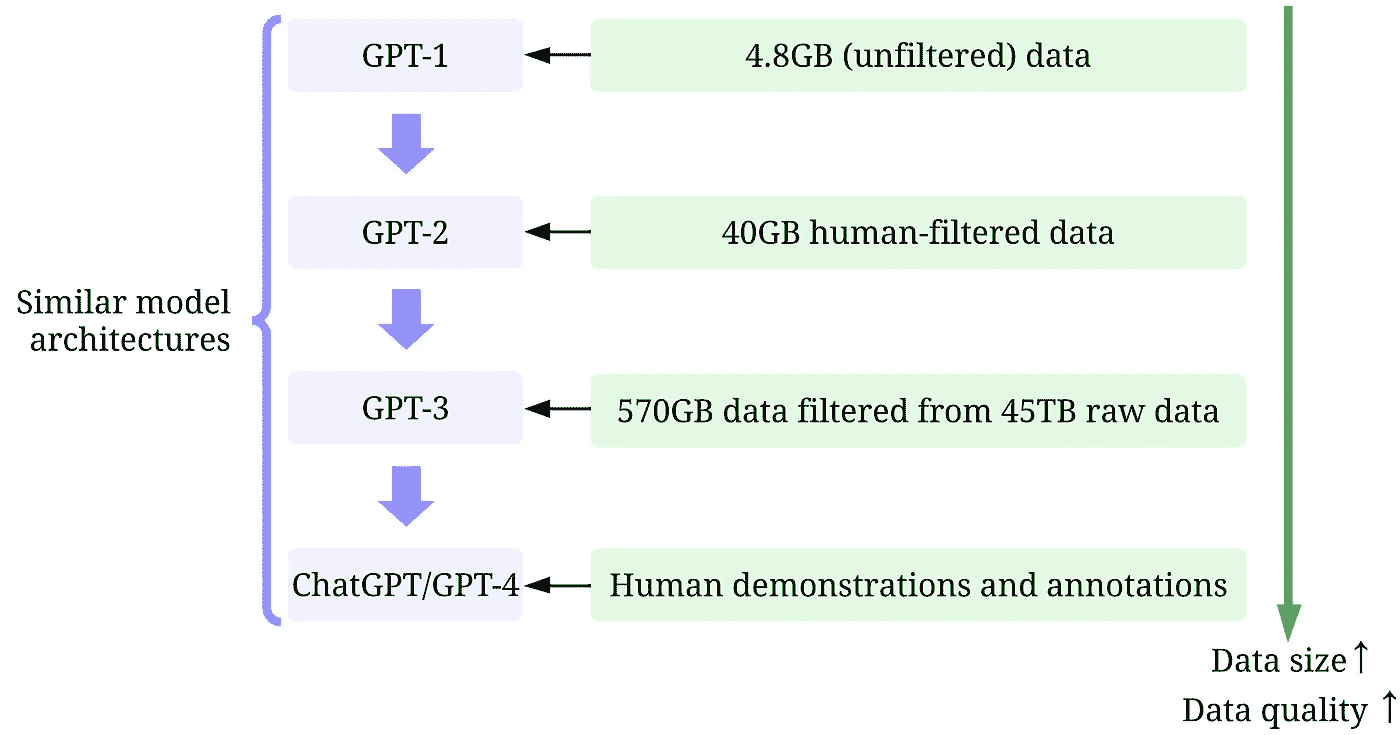 GPT-1
4.8GB (unfiltered) data
GPT-2
40GB human-filtered data
Similar model
architectures
GPT-3
570GB data filtered from 45TB raw data
ChatGPT/GPT-4
Human demonstrations and annotations
Data size↑
Data quality ↑